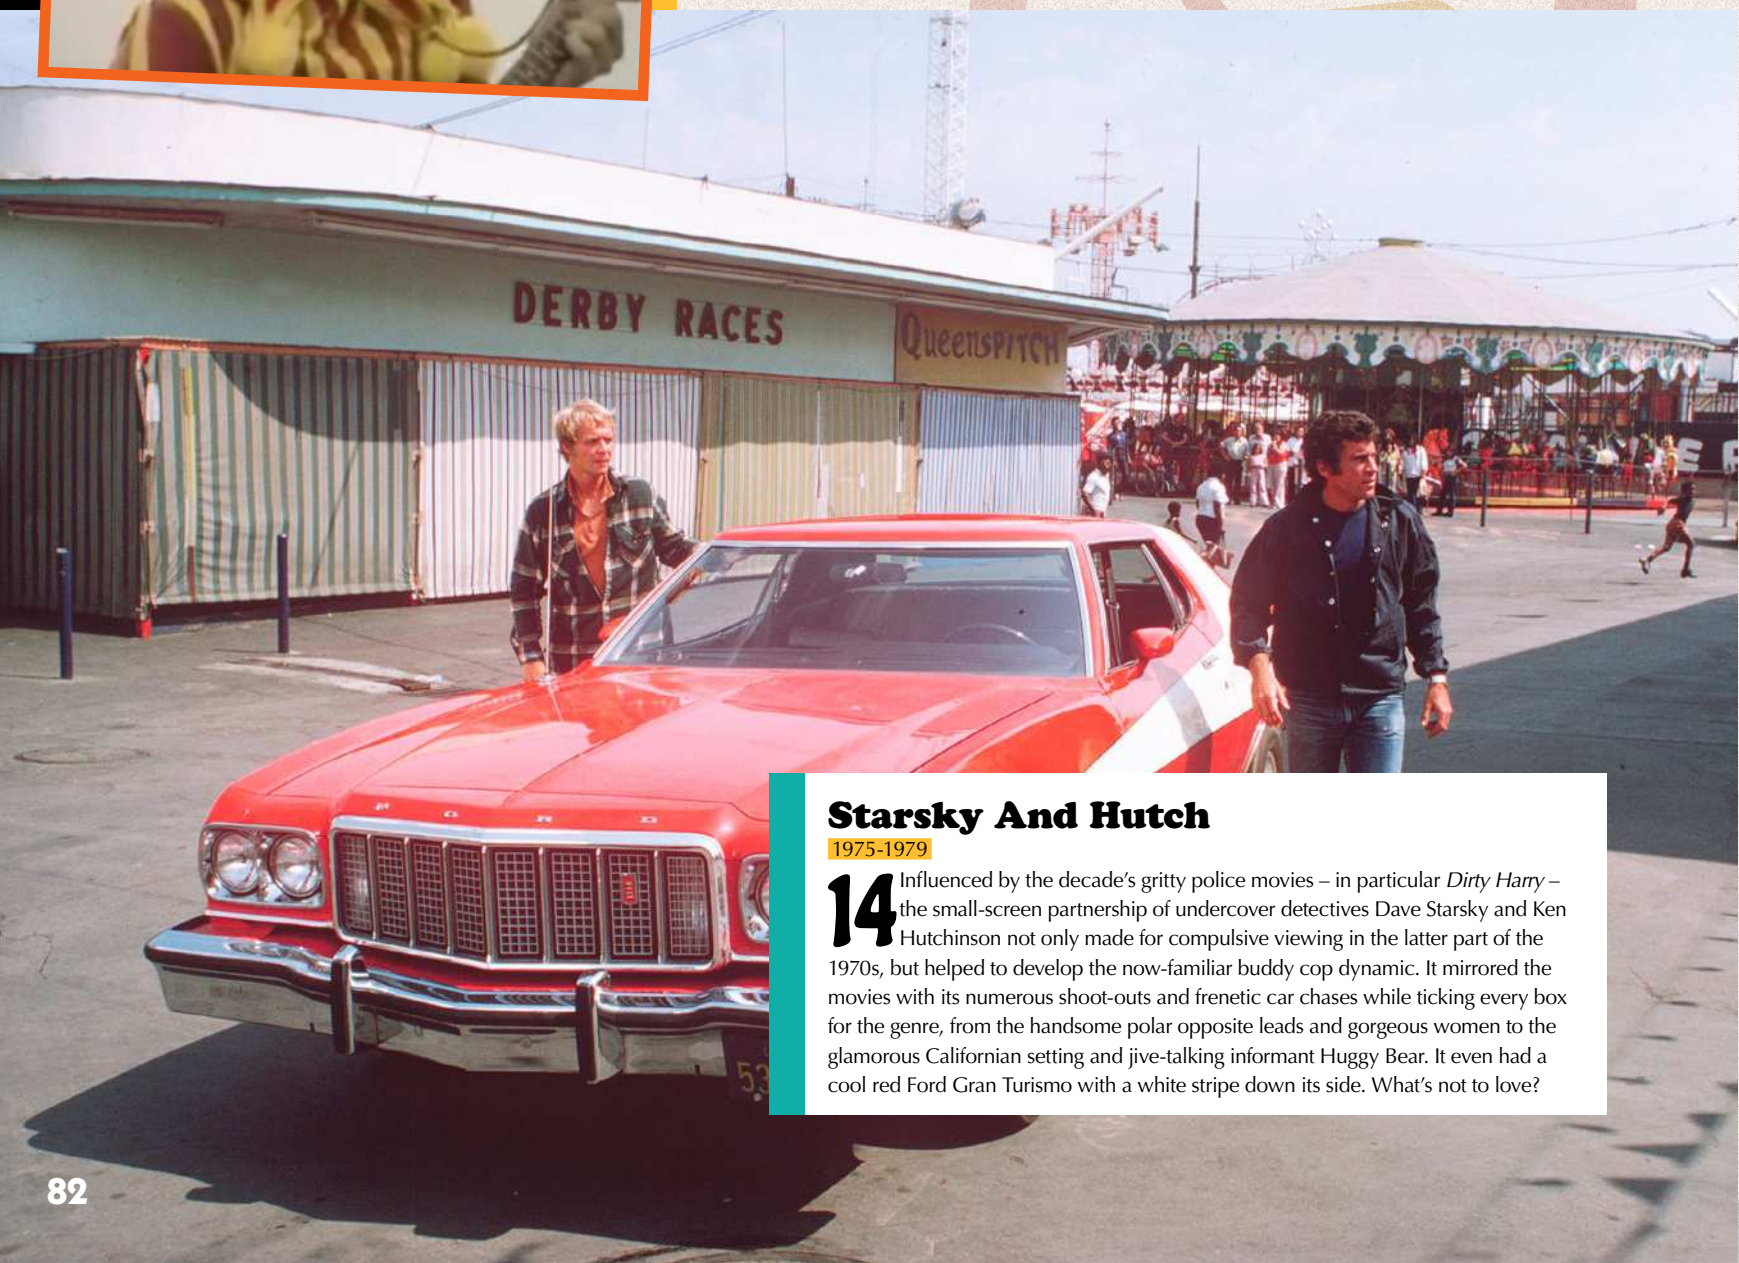 DERBY RACES
QueensPITCH
FORD
53
Starsky And Hutch
1975-1979
14 Influenced by the decade’s gritty police movies – in particular Dirty Harry –
the small-screen partnership of undercover detectives Dave Starsky and Ken
Hutchinson not only made for compulsive viewing in the latter part of the
1970s, but helped to develop the now-familiar buddy cop dynamic. It mirrored the
movies with its numerous shoot-outs and frenetic car chases while ticking every box
for the genre, from the handsome polar opposite leads and gorgeous women to the
glamorous Californian setting and jive-talking informant Huggy Bear. It even had a
cool red Ford Gran Turismo with a white stripe down its side. What’s not to love?
82